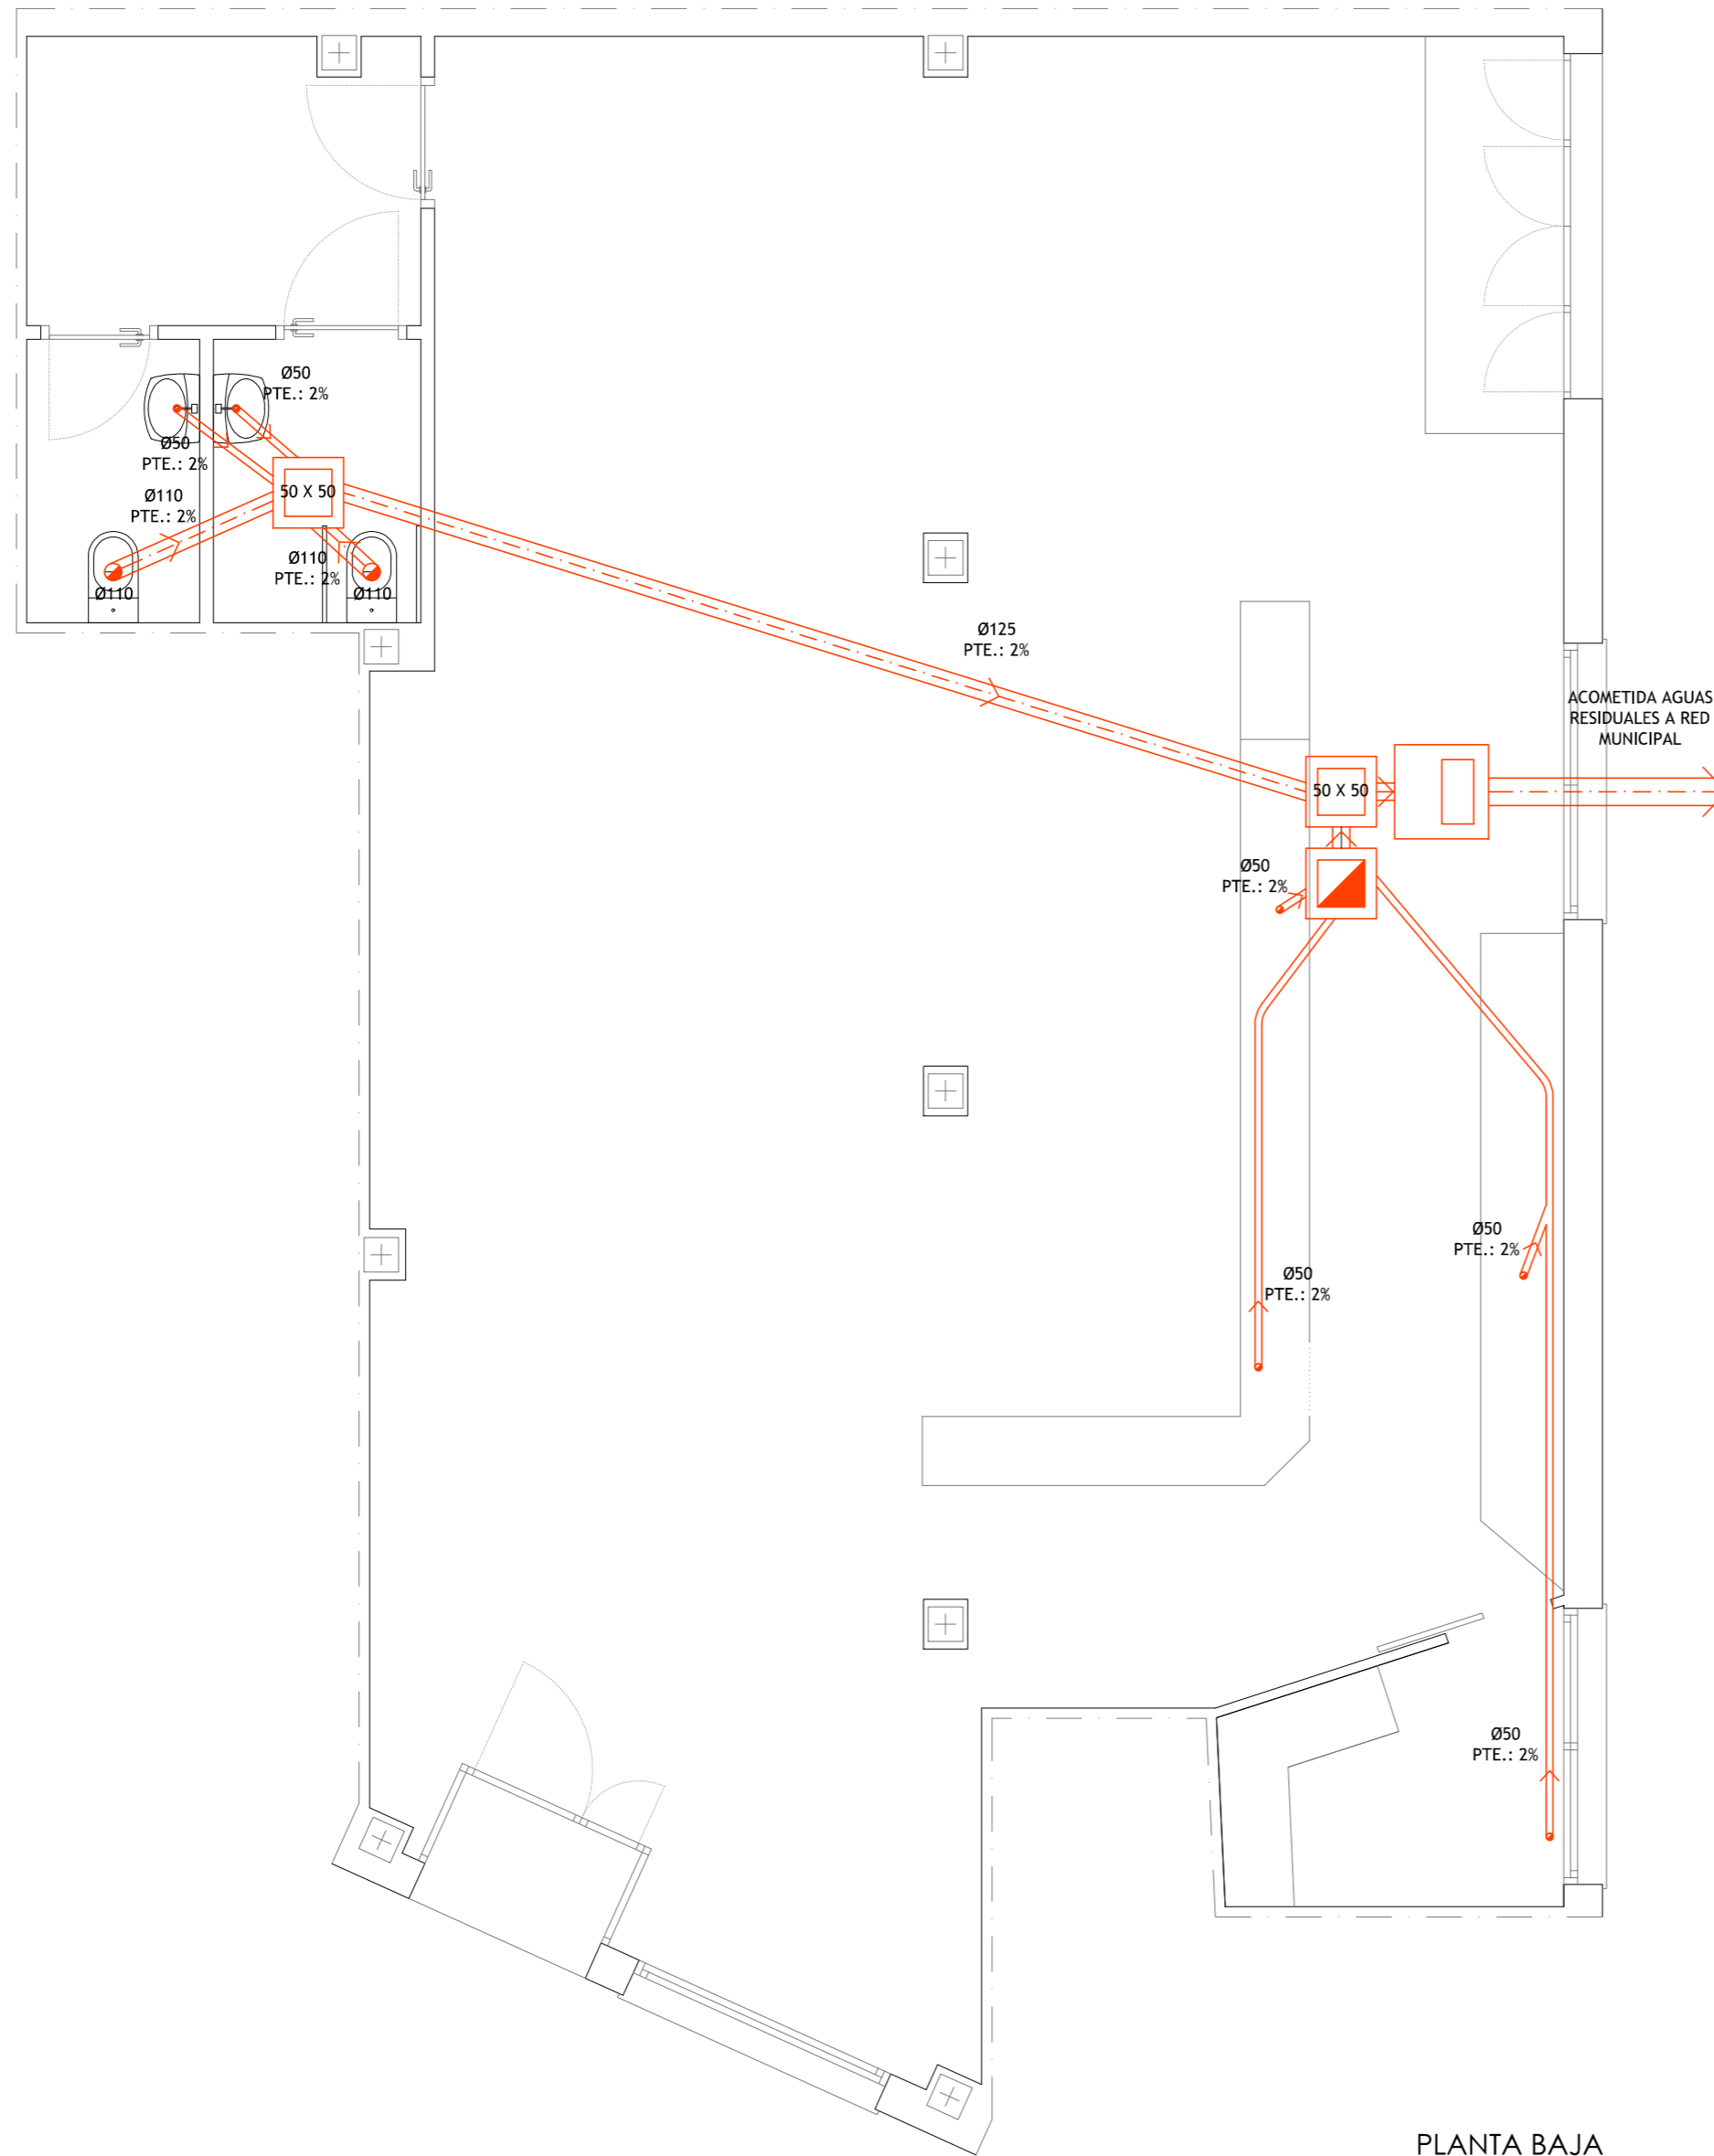 Ø50
PTE.: 2%
Ø50
PTE.: 2%
Ø110
PTE.: 2%
50 X 50
Ø110
PTE.: 2%
Ø110
Ø110
Ø125
PTE.: 2%
ACOMETIDA AGUAS
RESIDUALES A RED
MUNICIPAL
50 X 50
Ø50
PTE.: 2%
Ø50
PTE.: 2%
Ø50
PTE.: 2%
Ø50
PTE.: 2%
PLANTA BAJA